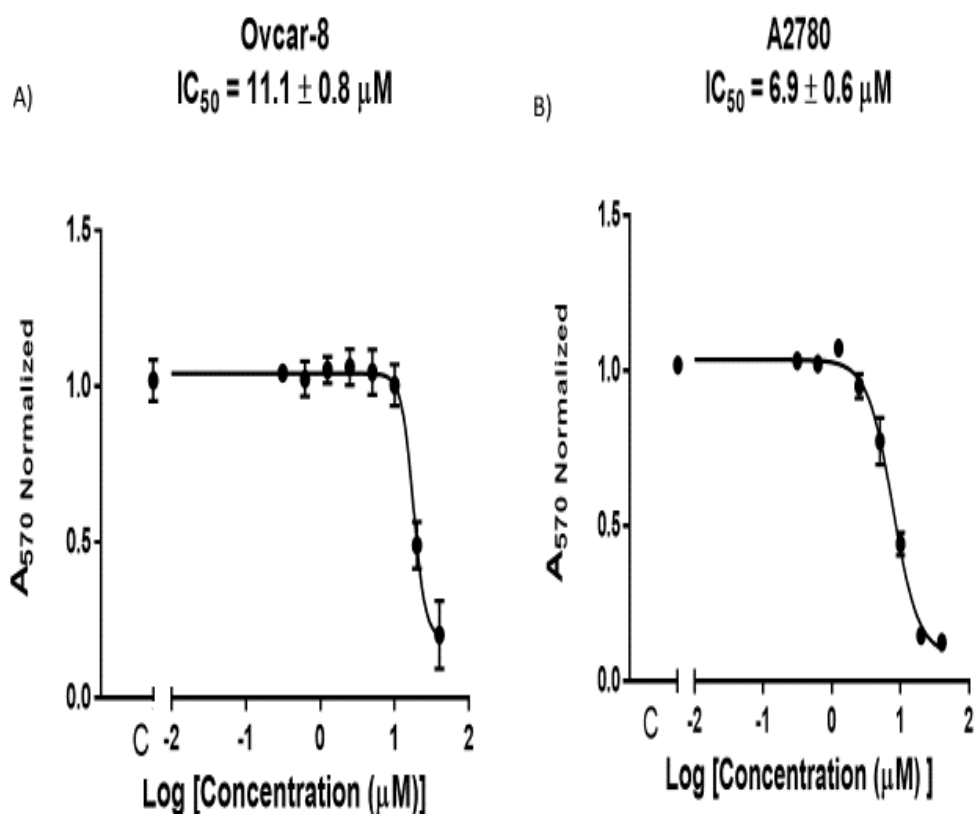 A)
Ovcar-8
IC50 = 11.1 ± 0.8 μM
1.5
1.0
0.5
0.0
A570 Normalized
C -2 -1 0 1 2
Log [Concentration (μM)]
B)
A2780
IC50 = 6.9 ± 0.6 μM
1.5
1.0
0.5
0.0
A570 Normalized
C -2 -1 0 1 2
Log [Concentration (μM) ]